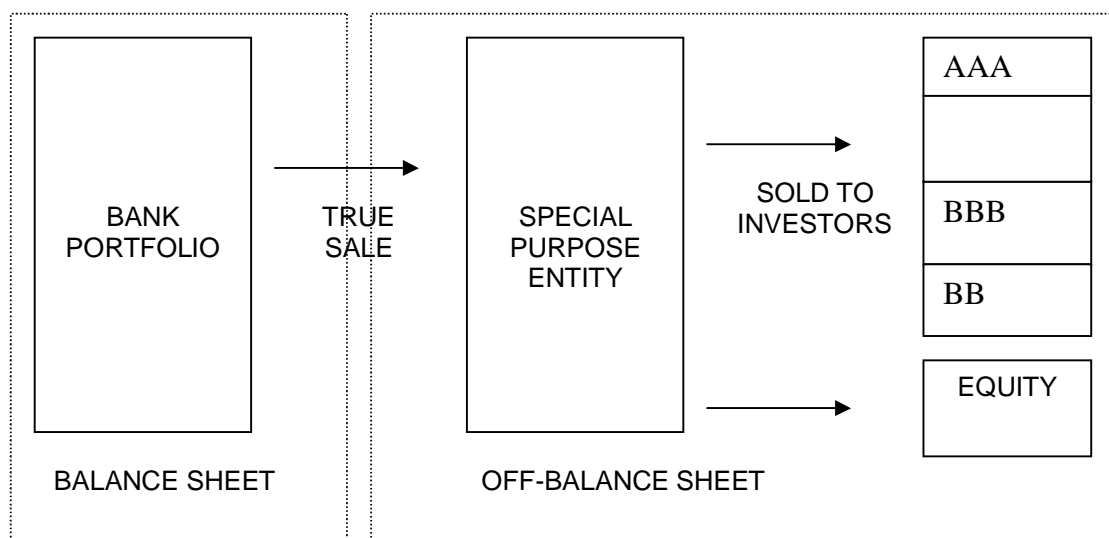 BANK
PORTFOLIO
TRUE
SALE
SPECIAL
PURPOSE
ENTITY
SOLD TO
INVESTORS
AAA
BBB
BB
EQUITY
BALANCE SHEET
OFF-BALANCE SHEET